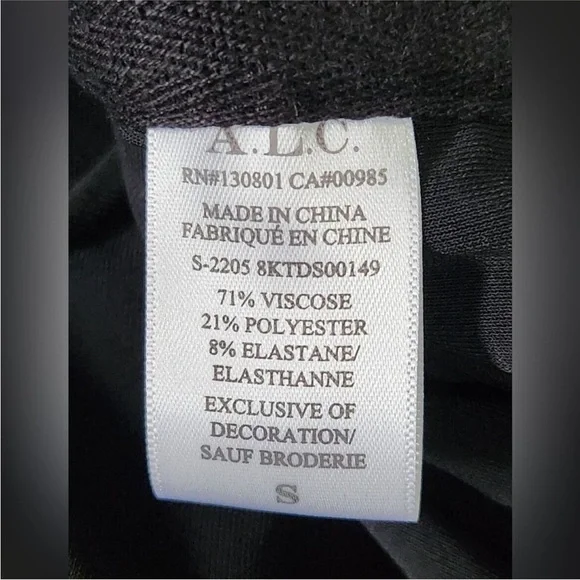 A.L.C.
RN#130801 CA#00985
MADE IN CHINA
FABRIQUÉ EN CHINE
S-2205 8KTDS00149
71% VISCOSE
21% POLYESTER
8% ELASTANE/
ELASTHANNE
EXCLUSIVE OF
DECORATION/
SAUF BRODERIE
S